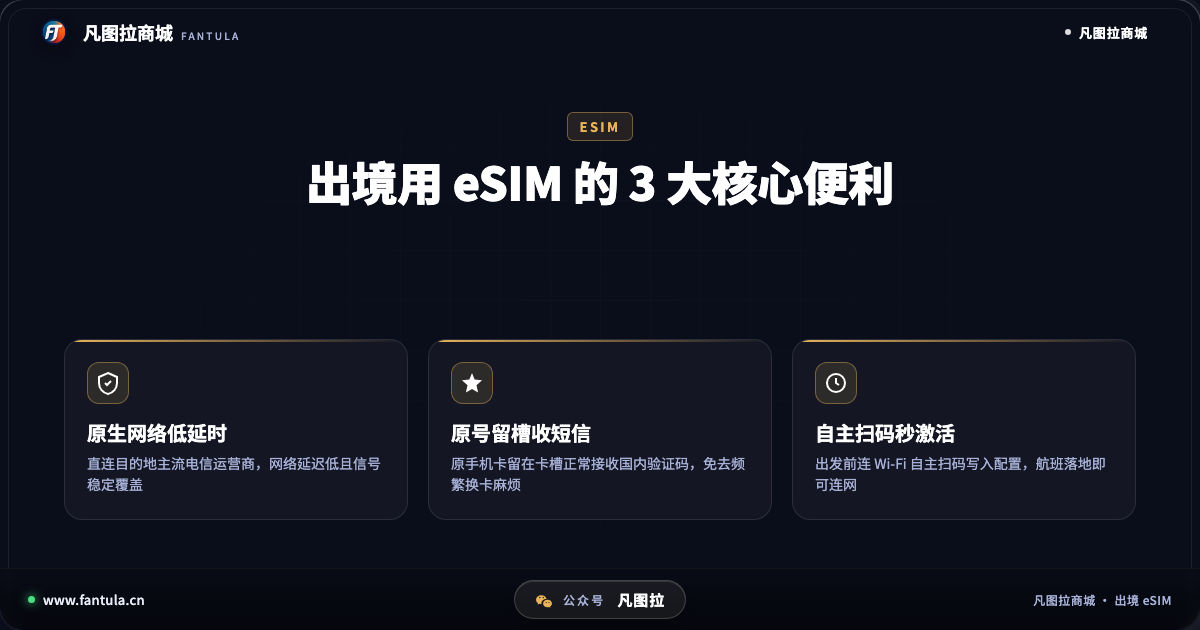 FT 凡图拉商城 FANTULA
凡图拉商城
ESIM
出境用 eSIM 的 3 大核心便利
原生网络低延时
直连目的地主流电信运营商，网络延迟低且信号
稳定覆盖
原号留槽收短信
原手机卡留在卡槽正常接收国内验证码，免去频
繁换卡麻烦
自主扫码秒激活
出发前连 Wi-Fi 自主扫码写入配置，航班落地即
可连网
www.fantula.cn
公众号 凡图拉
凡图拉商城 · 出境 eSIM